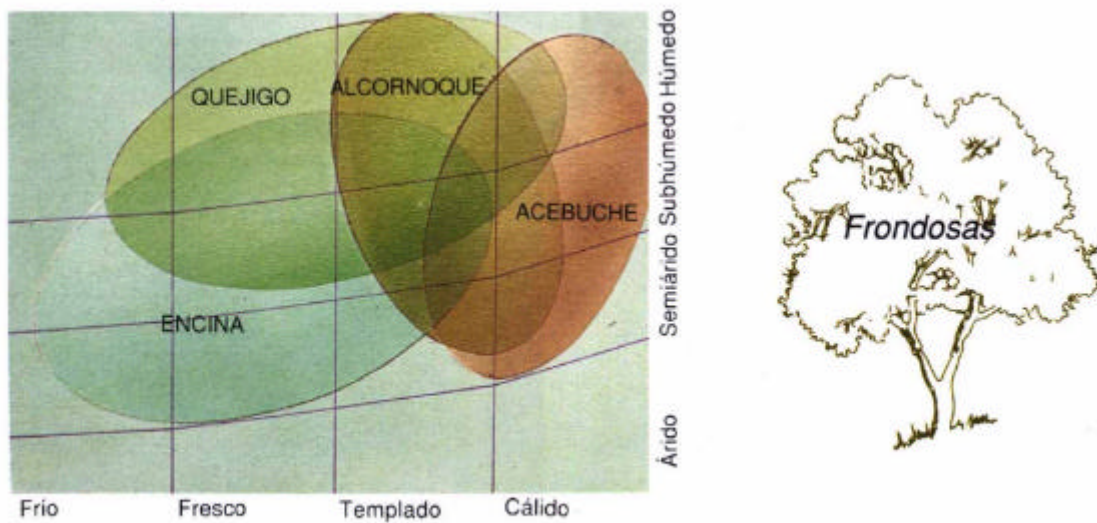 QUEJIGO
ALCORNOQUE
ACEBUCHE
ENCINA
Húmedo
Subhúmedo
Semiárido
Árido
Frío
Fresco
Templado
Cálido
Frondosas